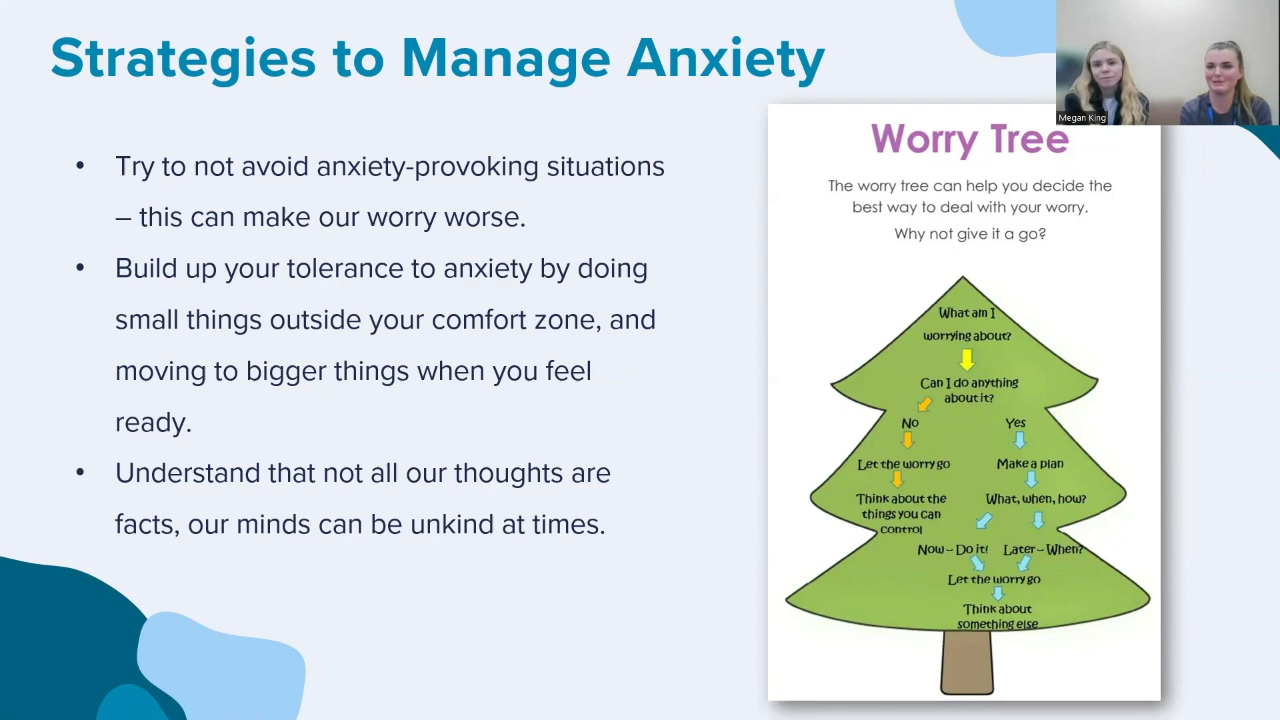 Strategies to Manage Anxiety
Megan King
• Try to not avoid anxiety-provoking situations
– this can make our worry worse.
• Build up your tolerance to anxiety by doing
small things outside your comfort zone, and
moving to bigger things when you feel
ready.
• Understand that not all our thoughts are
facts, our minds can be unkind at times.
Worry Tree
The worry tree can help you decide the
best way to deal with your worry.
Why not give it a go?
What am I
worrying about?
Can I do anything
about it?
No
Yes
Let the worry go
Make a plan
Think about the
things you can
control
What, when, how?
Now – Do it!
Later – When?
Let the worry go
Think about
something else